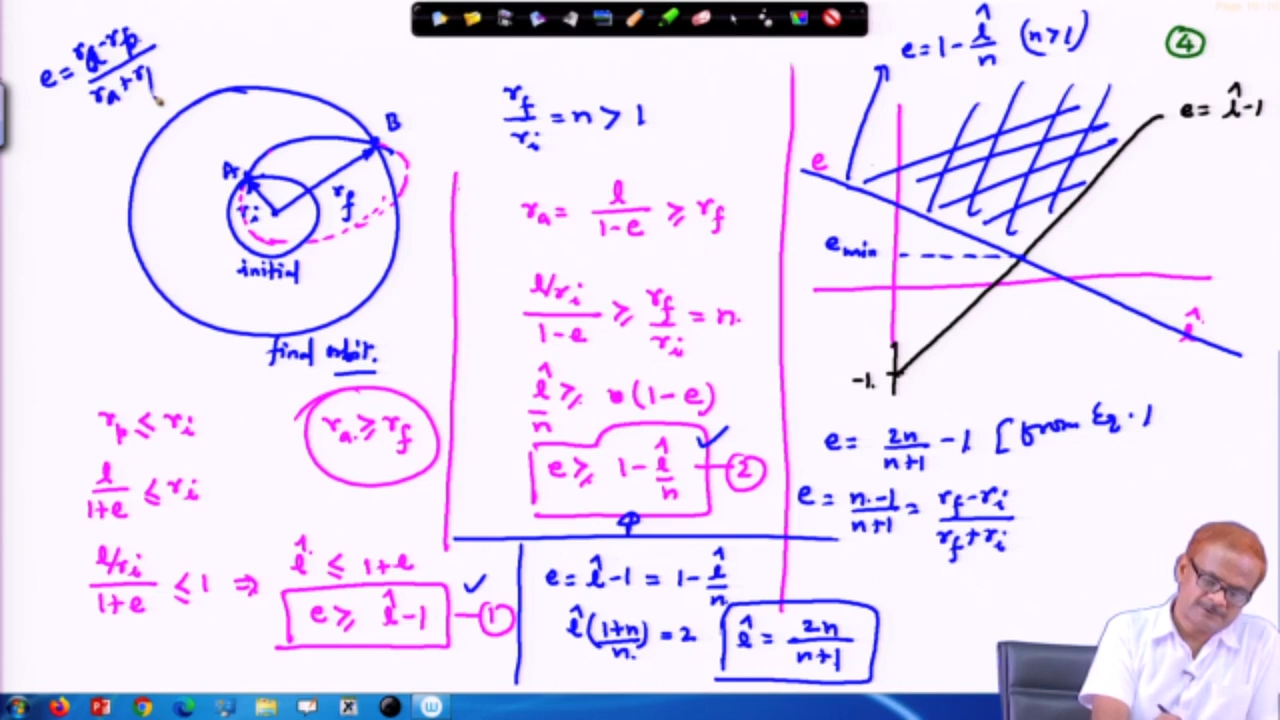 e = (ra - rp)/(ra + r
B
A
ri
rf
initial
final orbit.
rp ≤ ri
l/(1+e) ≤ ri
(l/ri)/(1+e) ≤ 1 ⇒ l̂ ≤ 1+e
e ≥ l̂-1 ①
ra ≥ rf
rf/ri = n > 1
ra = l/(1-e) ≥ rf
(l/ri)/(1-e) ≥ rf/ri = n.
l̂/n ≥ (1-e)
e ≥ 1 - l̂/n ②
e = l̂-1 = 1 - l̂/n
l̂((1+n)/n) = 2
l̂ = 2n/(n+1)
④
e = 1 - l̂/n (n>1)
e = l̂-1
e
e min
l̂
-1.
e = 2n/(n+1) - 1 [from Eq. 1
e = (n-1)/(n+1) = (rf-ri)/(rf+ri)